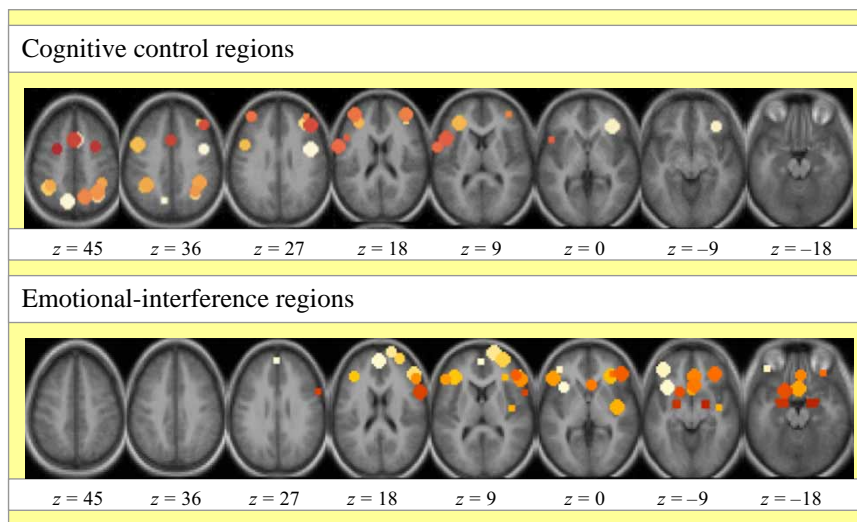 Cognitive control regions
z = 45 z = 36 z = 27 z = 18 z = 9 z = 0 z = –9 z = –18
Emotional-interference regions
z = 45 z = 36 z = 27 z = 18 z = 9 z = 0 z = –9 z = –18